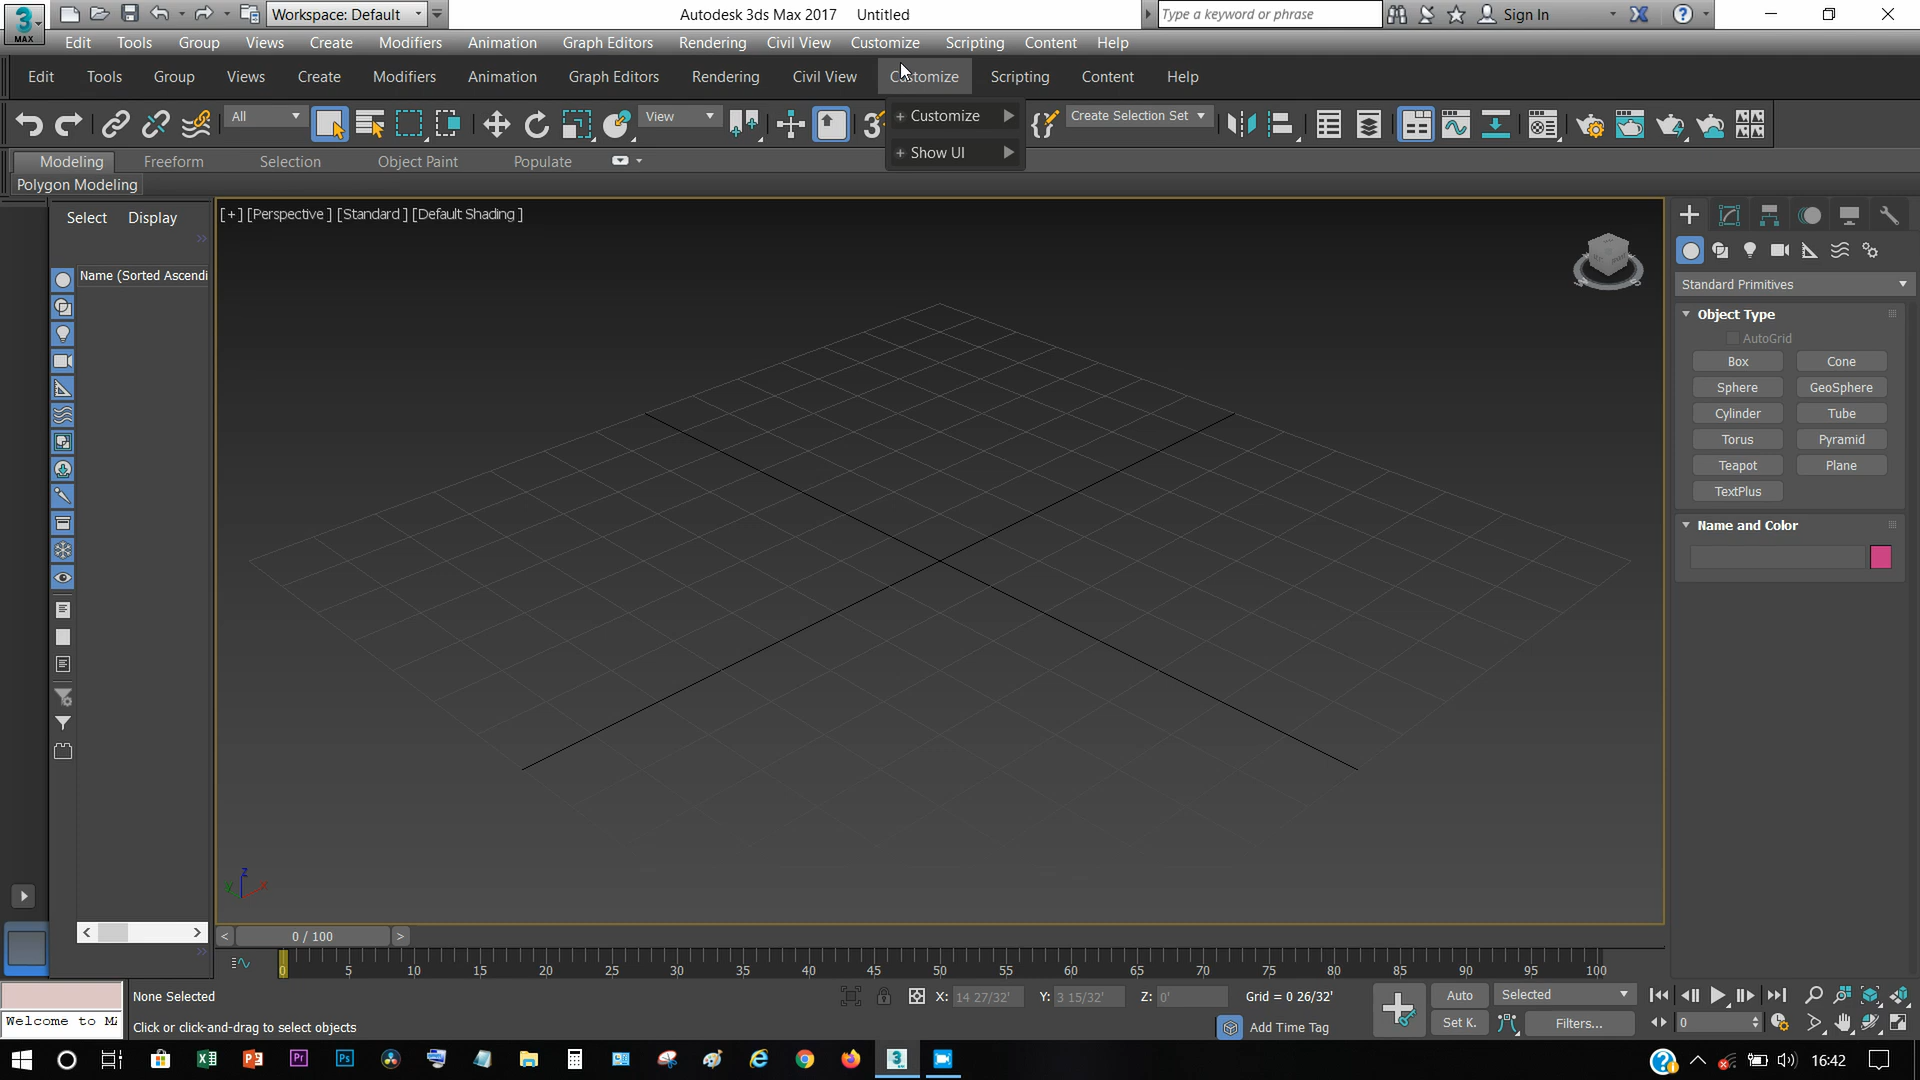 Workspace: Default
Autodesk 3ds Max 2017 Untitled
Type a keyword or phrase
Sign In
MAX
Edit Tools Group Views Create Modifiers Animation Graph Editors Rendering Civil View Customize Scripting Content Help
Edit Tools Group Views Create Modifiers Animation Graph Editors Rendering Civil View Customize Scripting Content Help
All
View
3
+ Customize
Create Selection Set
+ Show UI
Modeling Freeform Selection Object Paint Populate
Polygon Modeling
Select Display
Name (Sorted Ascendi
[+] [Perspective ] [Standard ] [Default Shading ]
Standard Primitives
Object Type
AutoGrid
Box Cone
Sphere GeoSphere
Cylinder Tube
Torus Pyramid
Teapot Plane
TextPlus
Name and Color
z
y x
< 0 / 100 >
0 5 10 15 20 25 30 35 40 45 50 55 60 65 70 75 80 85 90 95 100
None Selected
X: 14 27/32' Y: 3 15/32' Z: 0' Grid = 0 26/32'
Auto Selected
Welcome to MA
Click or click-and-drag to select objects
Add Time Tag
Set K. Filters...
0
16:42